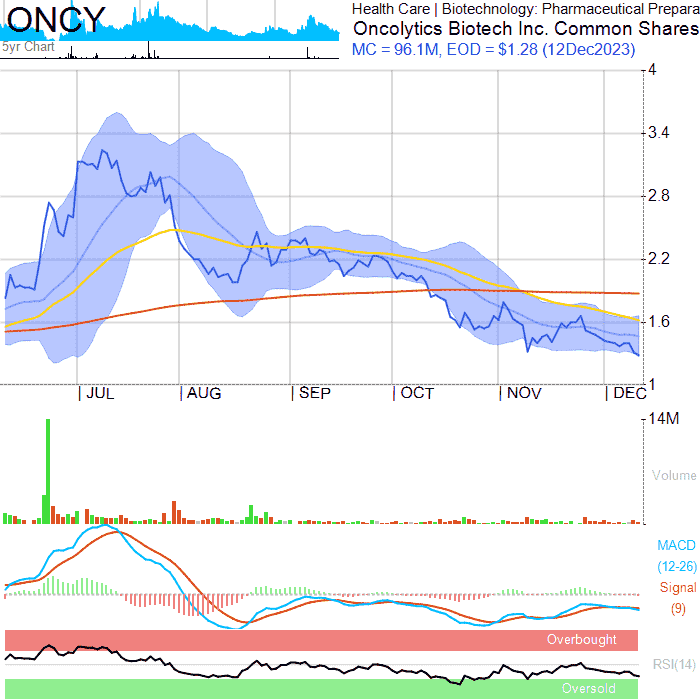 ONCY
5yr Chart
Health Care | Biotechnology: Pharmaceutical Prepara
Oncolytics Biotech Inc. Common Shares
MC = 96.1M, EOD = $1.28 (12Dec2023)
4
3.4
2.8
2.2
1.6
1
| JUL | AUG | SEP | OCT | NOV | DEC
14M
Volume
MACD
(12-26)
Signal
(9)
Overbought
RSI(14)
Oversold